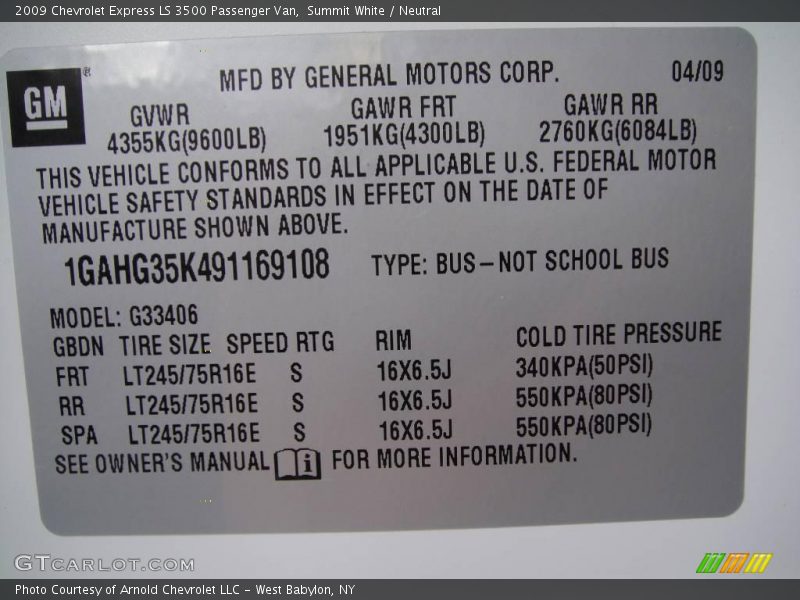 2009 Chevrolet Express LS 3500 Passenger Van, Summit White / Neutral
GM®
MFD BY GENERAL MOTORS CORP. 04/09
GVWR GAWR FRT GAWR RR
4355KG(9600LB) 1951KG(4300LB) 2760KG(6084LB)
THIS VEHICLE CONFORMS TO ALL APPLICABLE U.S. FEDERAL MOTOR
VEHICLE SAFETY STANDARDS IN EFFECT ON THE DATE OF
MANUFACTURE SHOWN ABOVE.
1GAHG35K491169108 TYPE: BUS–NOT SCHOOL BUS
MODEL: G33406
GBDN TIRE SIZE SPEED RTG RIM COLD TIRE PRESSURE
FRT LT245/75R16E S 16X6.5J 340KPA(50PSI)
RR LT245/75R16E S 16X6.5J 550KPA(80PSI)
SPA LT245/75R16E S 16X6.5J 550KPA(80PSI)
SEE OWNER'S MANUAL i FOR MORE INFORMATION.
GTCARLOT.COM
Photo Courtesy of Arnold Chevrolet LLC - West Babylon, NY